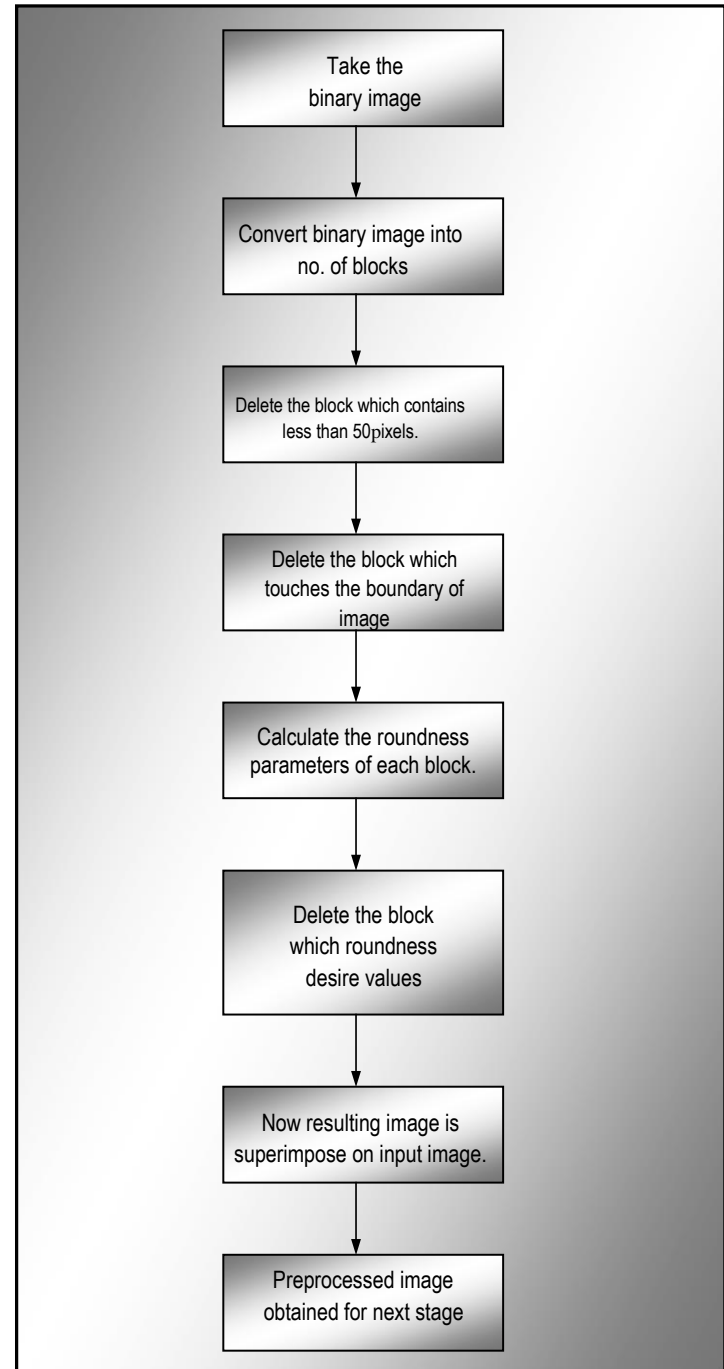 Take the
binary image
Convert binary image into
no. of blocks
Delete the block which contains
less than 50pixels.
Delete the block which
touches the boundary of
image
Calculate the roundness
parameters of each block.
Delete the block
which roundness
desire values
Now resulting image is
superimpose on input image.
Preprocessed image
obtained for next stage